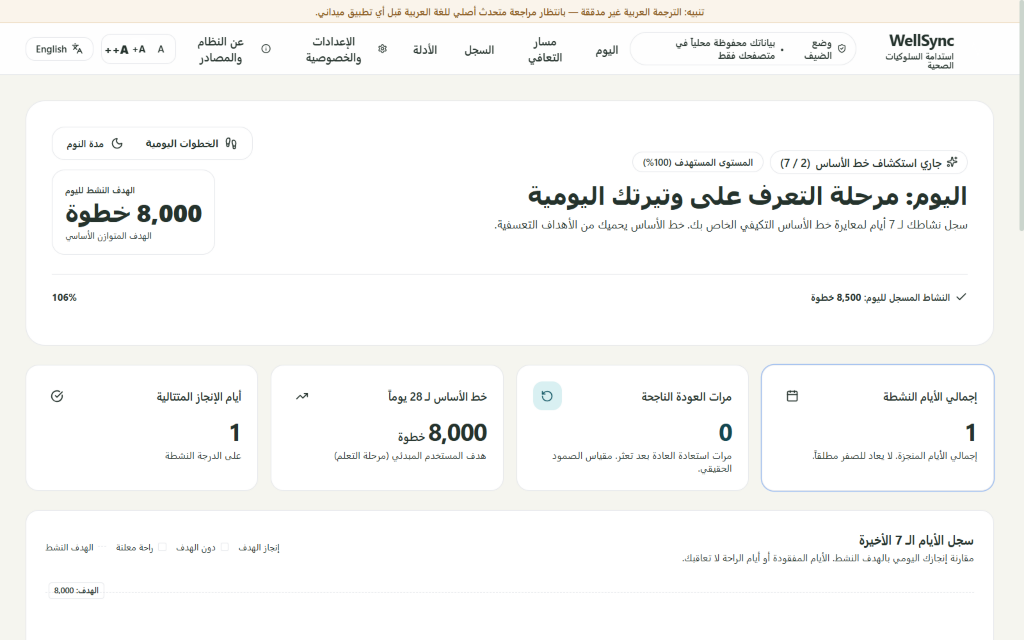 تنبيه: الترجمة العربية غير مدققة — بانتظار مراجعة متحدث أصلي للغة العربية قبل أي تطبيق ميداني.
WellSync
استدامة السلوكيات
الصحية
وضع
الضيف
•
بياناتك محفوظة محلياً في
متصفحك فقط
اليوم
مسار
التعافي
السجل
الأدلة
الإعدادات
والخصوصية
عن النظام
والمصادر
A A+ A++
English
جاري استكشاف خط الأساس (2 / 7)
المستوى المستهدف (100%)
اليوم: مرحلة التعرف على وتيرتك اليومية
سجل نشاطك لـ 7 أيام لمعايرة خط الأساس التكيفي الخاص بك. خط الأساس يحميك من الأهداف التعسفية.
الخطوات اليومية
مدة النوم
الهدف النشط لليوم
8,000 خطوة
الهدف المتوازن الأساسي
النشاط المسجل لليوم: 8,500 خطوة
106%
إجمالي الأيام النشطة
1
إجمالي الأيام المنجزة. لا يعاد للصفر مطلقاً.
مرات العودة الناجحة
0
مرات استعادة العادة بعد تعثر. مقياس الصمود
الحقيقي.
خط الأساس لـ 28 يوماً
8,000 خطوة
هدف المستخدم المبدئي (مرحلة التعلم)
أيام الإنجاز المتتالية
1
على الدرجة النشطة
سجل الأيام الـ 7 الأخيرة
مقارنة إنجازك اليومي بالهدف النشط. الأيام المفقودة أو أيام الراحة لا تعاقبك.
إنجاز الهدف
دون الهدف
راحة معلنة
الهدف النشط
الهدف: 8,000